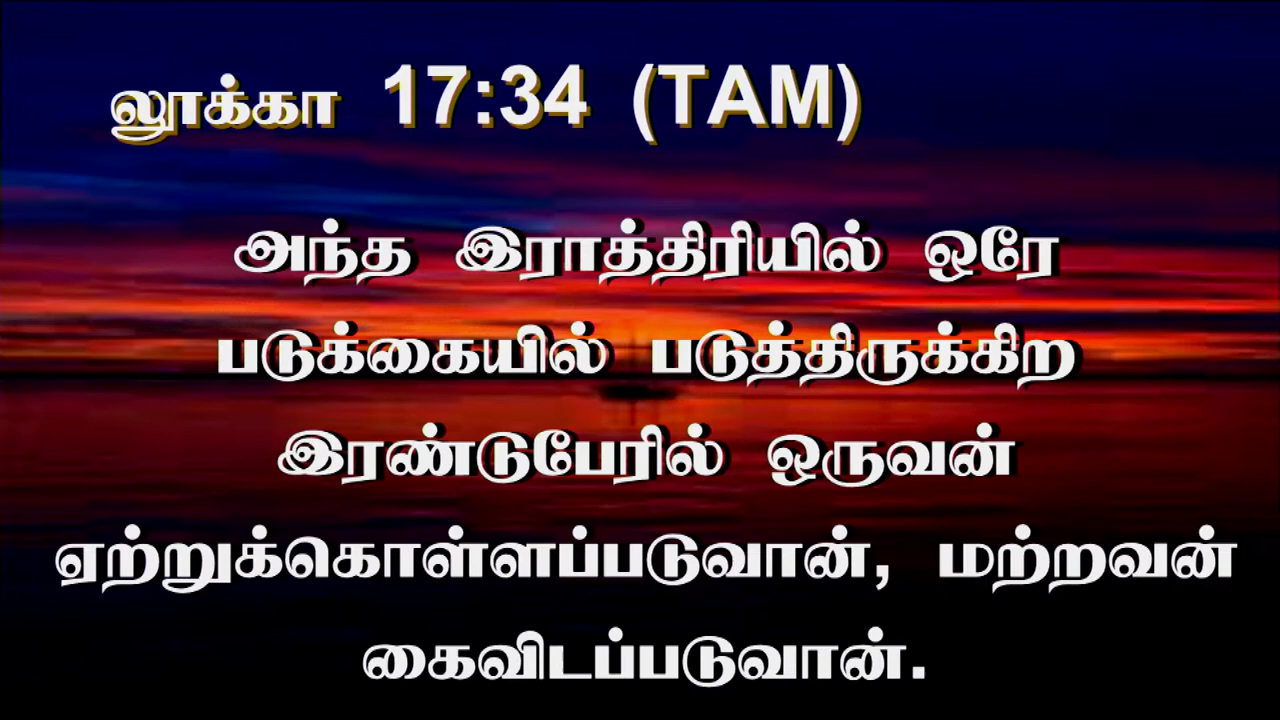 லூக்கா 17:34 (TAM)
அந்த இராத்திரியில் ஒரே
படுக்கையில் படுத்திருக்கிற
இரண்டுபேரில் ஒருவன்
ஏற்றுக்கொள்ளப்படுவான், மற்றவன்
கைவிடப்படுவான்.